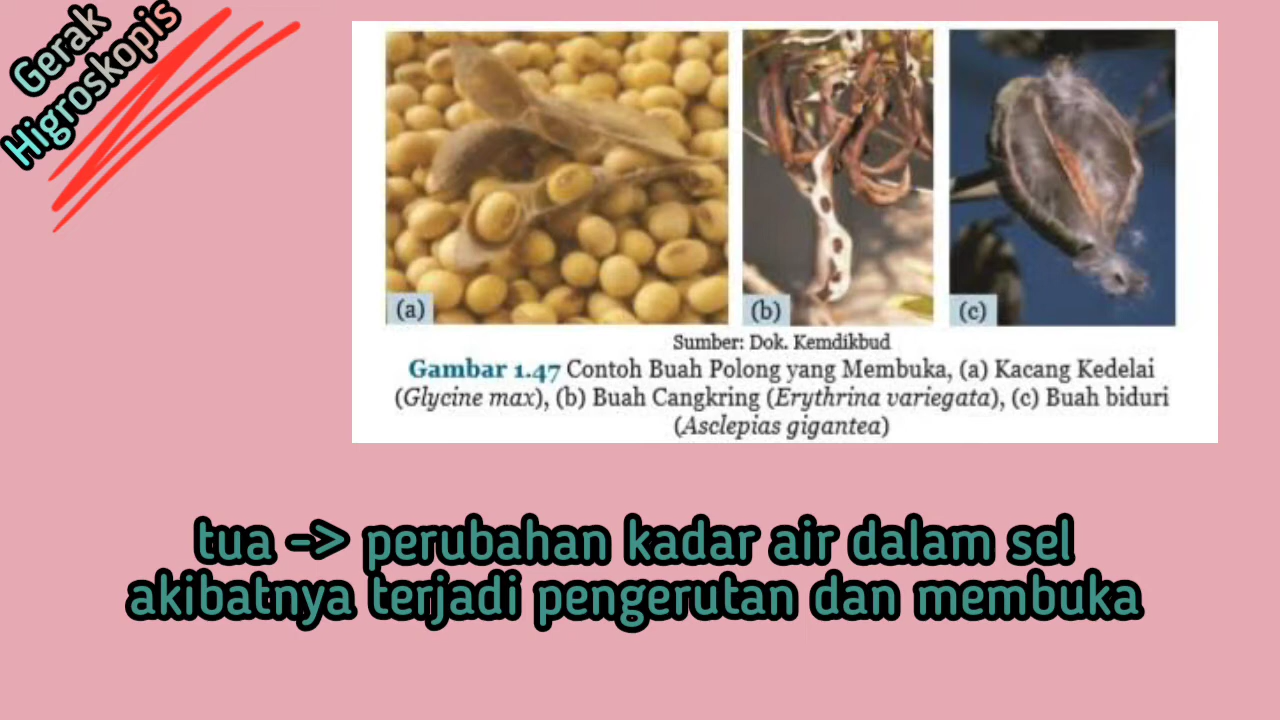 Gerak
Higroskopis
(a)
(b)
(c)
Sumber: Dok. Kemdikbud
Gambar 1.47 Contoh Buah Polong yang Membuka, (a) Kacang Kedelai
(Glycine max), (b) Buah Cangkring (Erythrina variegata), (c) Buah biduri
(Asclepias gigantea)
tua -> perubahan kadar air dalam sel
akibatnya terjadi pengerutan dan membuka